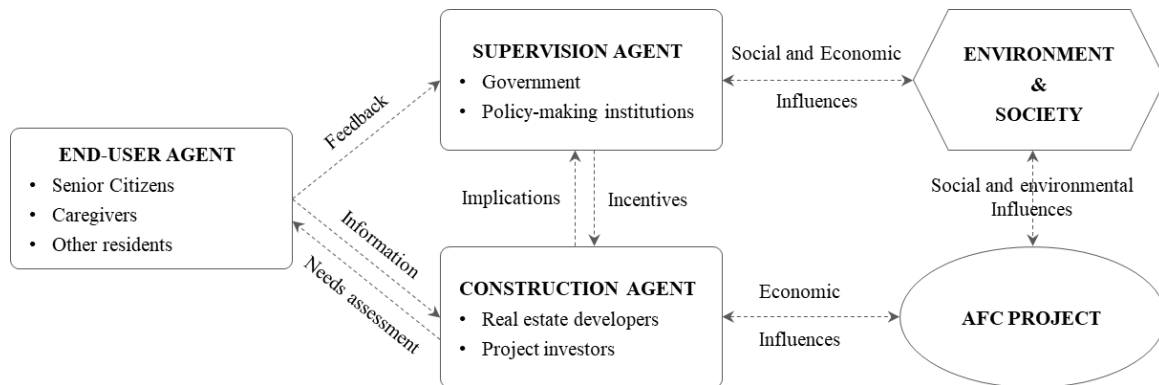 END-USER AGENT
• Senior Citizens
• Caregivers
• Other residents
Feedback
Information
Needs assessment
SUPERVISION AGENT
• Government
• Policy-making institutions
Implications
Incentives
CONSTRUCTION AGENT
• Real estate developers
• Project investors
Social and Economic
Influences
ENVIRONMENT
&
SOCIETY
Social and environmental
Influences
Economic
Influences
AFC PROJECT